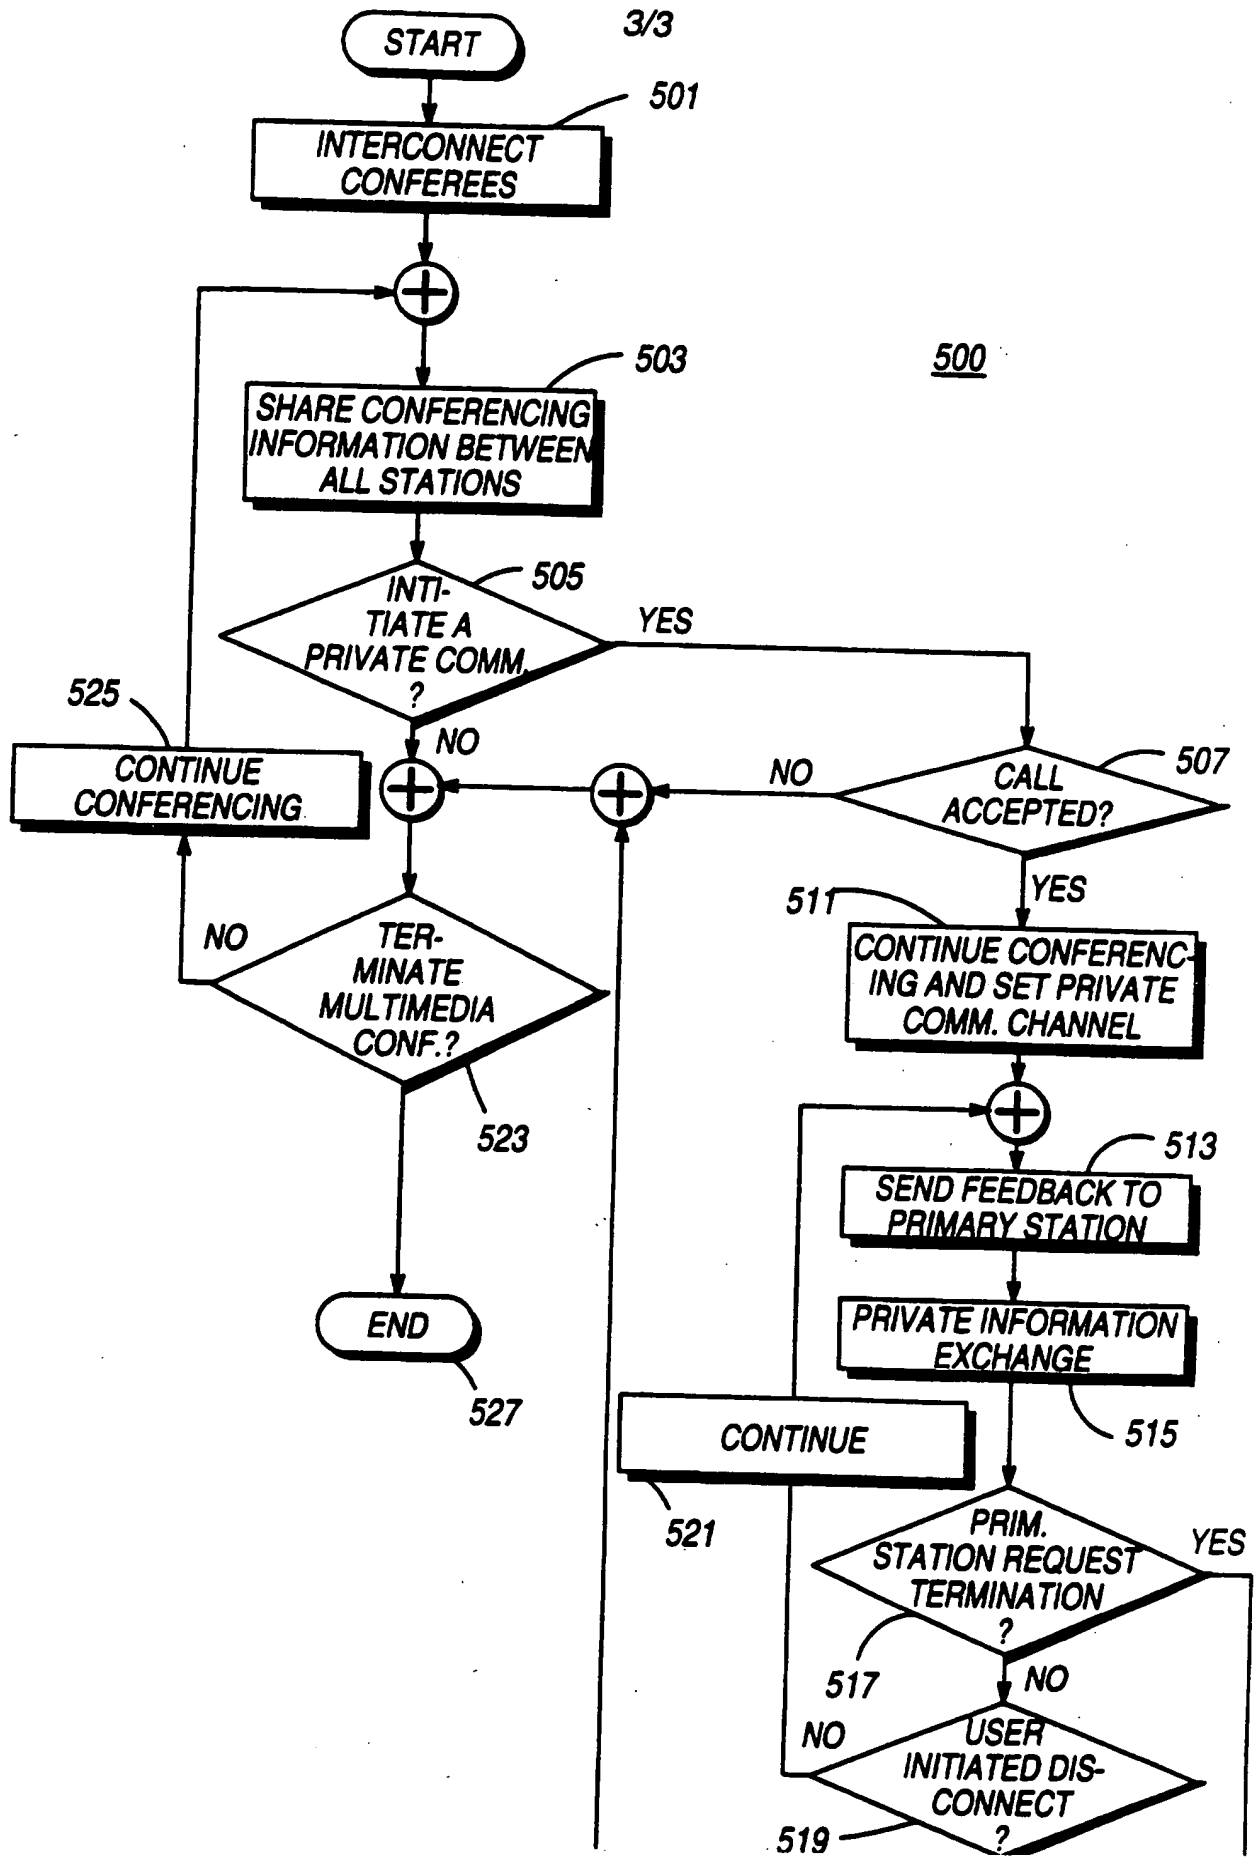 3/3
START
501
INTERCONNECT
CONFEREES
500
503
SHARE CONFERENCING
INFORMATION BETWEEN
ALL STATIONS
505
INTI-
TIATE A
PRIVATE COMM.
?
YES
NO
525
CONTINUE
CONFERENCING
507
CALL
ACCEPTED?
NO
YES
TER-
MINATE
MULTIMEDIA
CONF.?
NO
523
511
CONTINUE CONFERENC-
ING AND SET PRIVATE
COMM. CHANNEL
513
SEND FEEDBACK TO
PRIMARY STATION
END
527
PRIVATE INFORMATION
EXCHANGE
515
CONTINUE
521
PRIM.
STATION REQUEST
TERMINATION
?
YES
517
NO
NO
USER
INITIATED DIS-
CONNECT
?
519